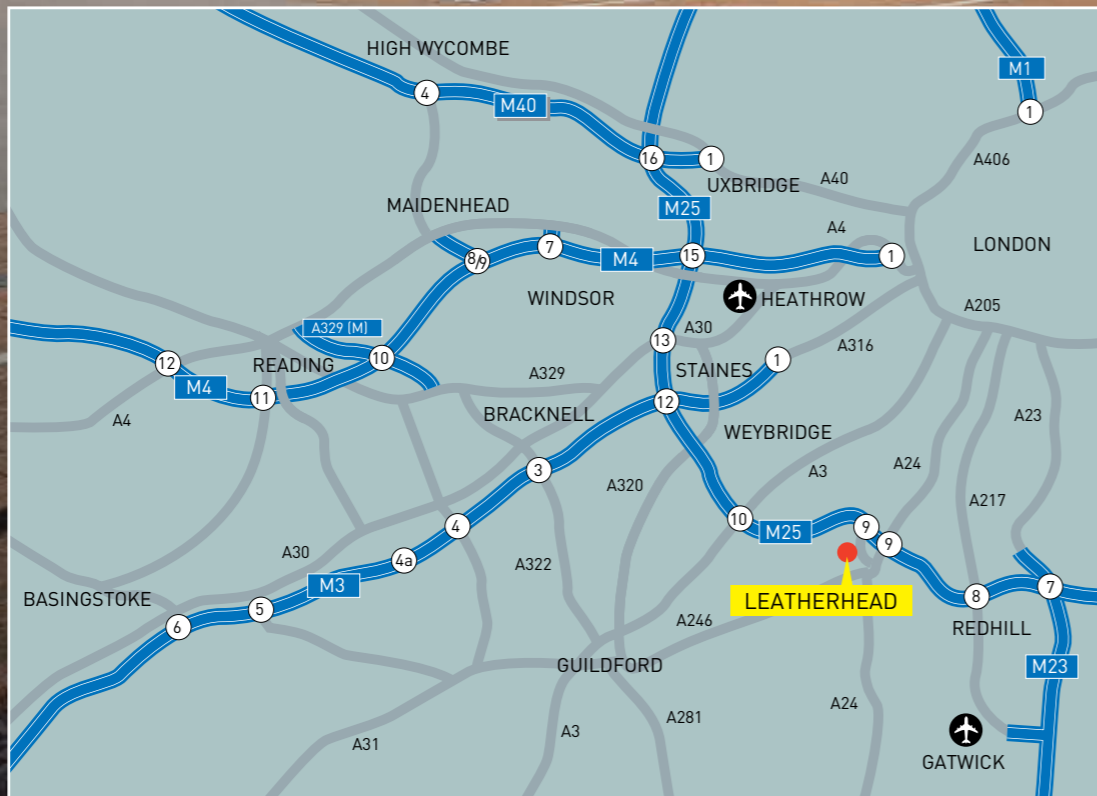 HIGH WYCOMBE
M1
4
M40
1
A406
16
1
UXBRIDGE
A40
MAIDENHEAD
M25
A4
LONDON
8/9
7
M4
15
1
WINDSOR
HEATHROW
A205
A329 (M)
13
A30
A316
12
READING
10
STAINES
1
M4
11
A329
12
A4
BRACKNELL
WEYBRIDGE
A23
3
A320
A3
A24
A217
4
10
M25
9
9
A30
4a
A322
M3
BASINGSTOKE
5
6
LEATHERHEAD
8
7
A246
REDHILL
GUILDFORD
M23
A31
A3
A281
A24
GATWICK